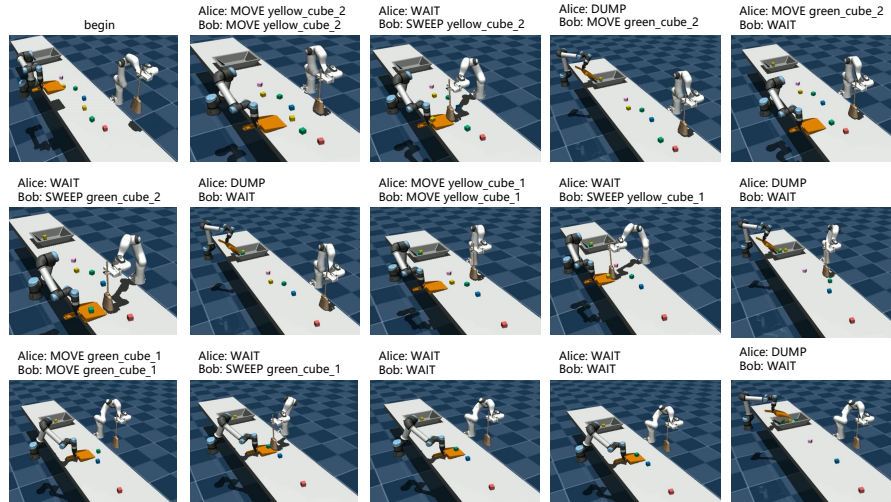 begin
Alice: MOVE yellow_cube_2
Bob: MOVE yellow_cube_2
Alice: WAIT
Bob: SWEEP yellow_cube_2
Alice: DUMP
Bob: MOVE green_cube_2
Alice: MOVE green_cube_2
Bob: WAIT
Alice: WAIT
Bob: SWEEP green_cube_2
Alice: DUMP
Bob: WAIT
Alice: MOVE yellow_cube_1
Bob: MOVE yellow_cube_1
Alice: WAIT
Bob: SWEEP yellow_cube_1
Alice: DUMP
Bob: WAIT
Alice: MOVE green_cube_1
Bob: MOVE green_cube_1
Alice: WAIT
Bob: SWEEP green_cube_1
Alice: WAIT
Bob: WAIT
Alice: WAIT
Bob: WAIT
Alice: DUMP
Bob: WAIT